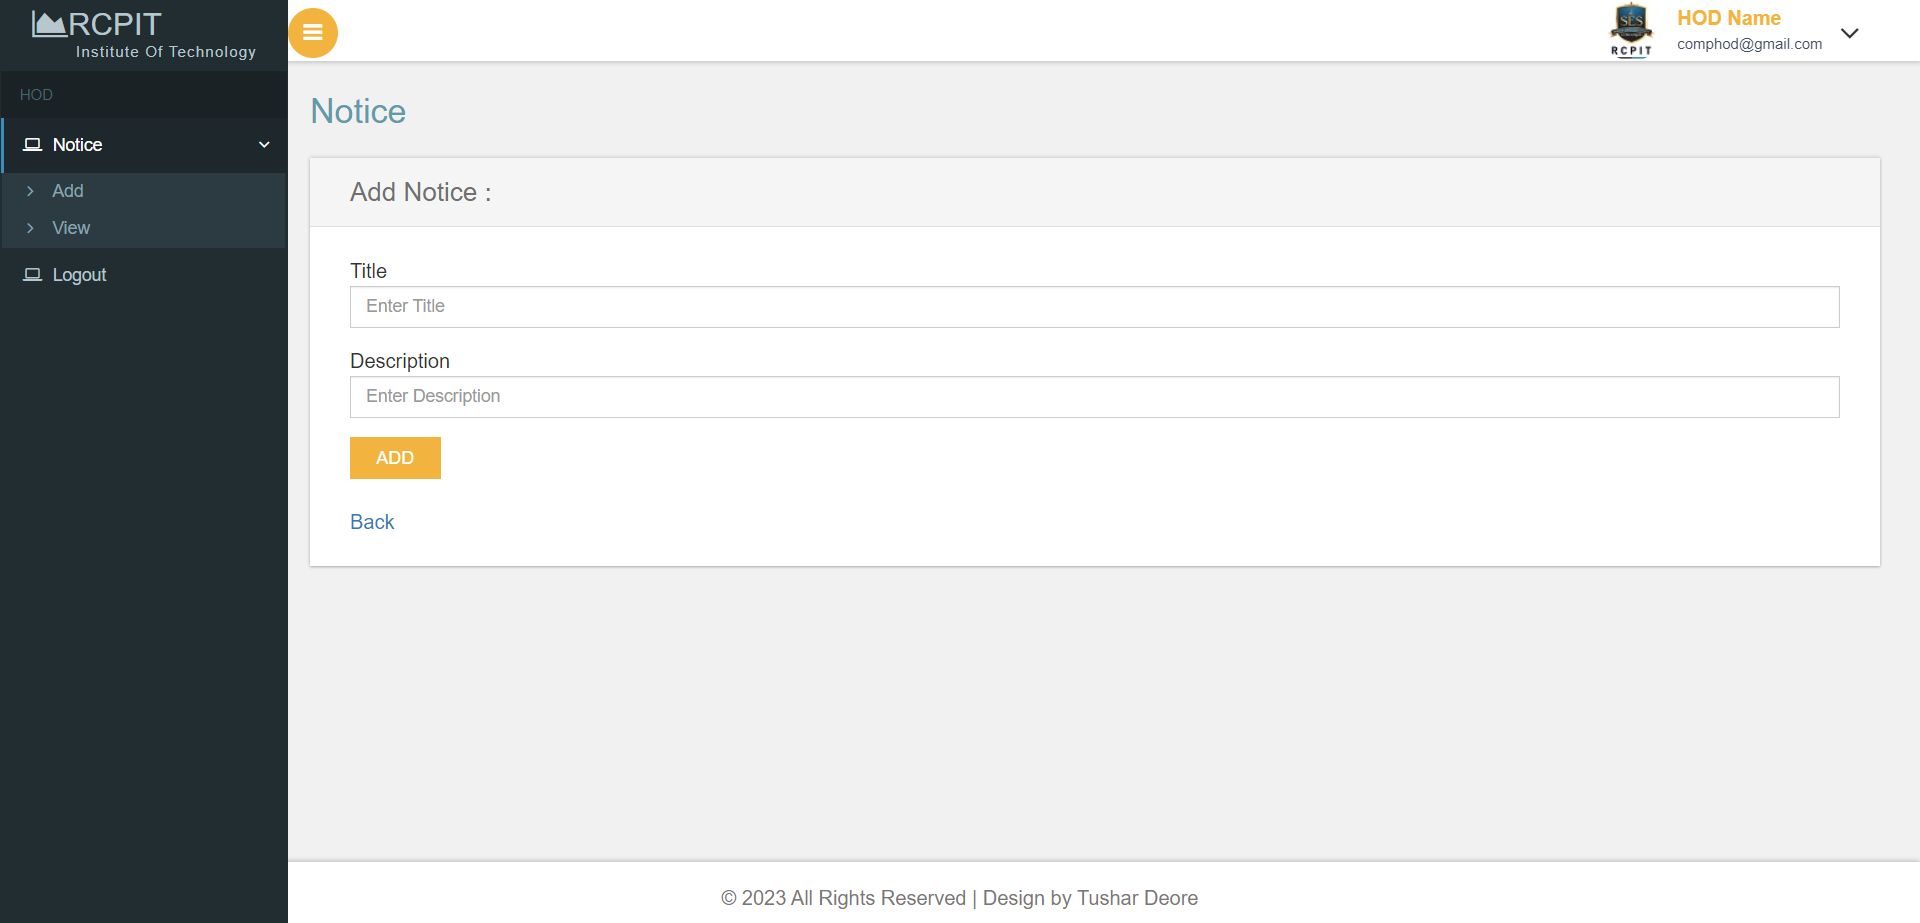 RCPIT
Institute Of Technology
HOD
Notice
Add
View
Logout
SES
RCPIT
HOD Name
comphod@gmail.com
Notice
Add Notice :
Title
Enter Title
Description
Enter Description
ADD
Back
© 2023 All Rights Reserved | Design by Tushar Deore